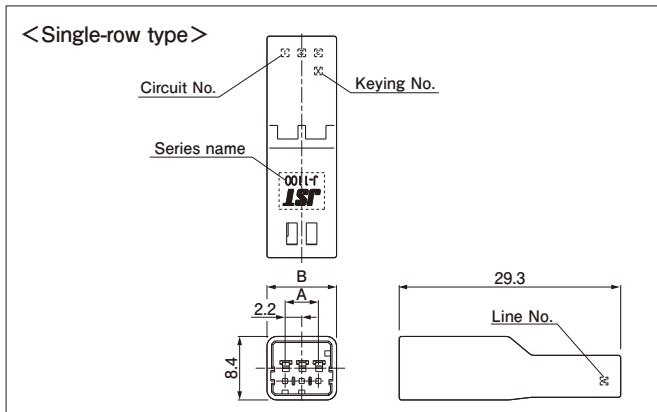 <Single-row type>
Circuit No.
Keying No.
Series name
J-1100
JST
B
A
2.2
8.4
29.3
Line No.